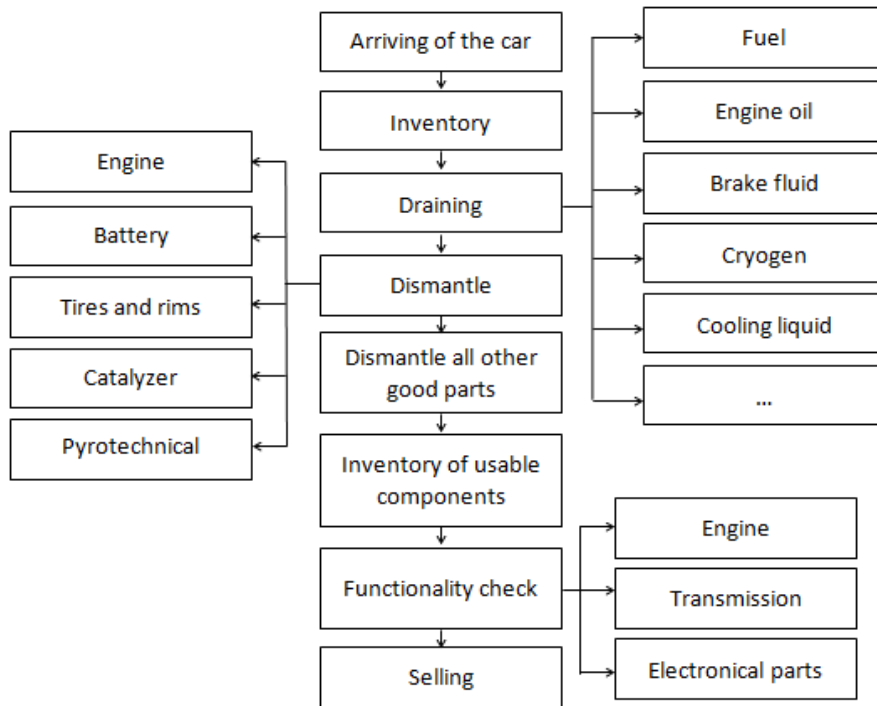 Arriving of the car
Inventory
Draining
Dismantle
Dismantle all other
good parts
Inventory of usable
components
Functionality check
Selling
Engine
Battery
Tires and rims
Catalyzer
Pyrotechnical
Fuel
Engine oil
Brake fluid
Cryogen
Cooling liquid
...
Engine
Transmission
Electronical parts